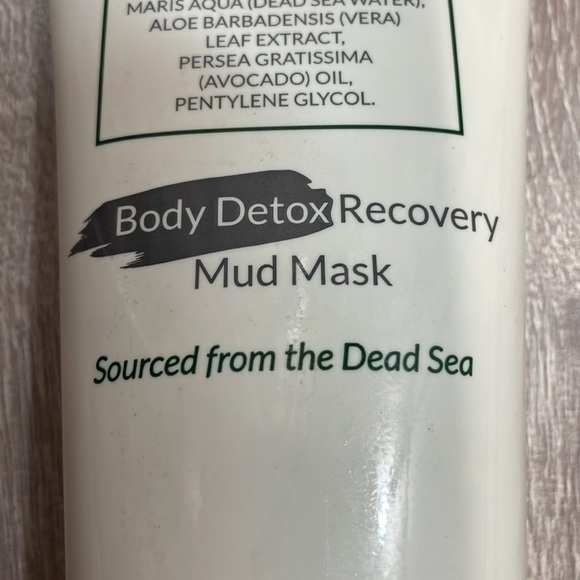 MARIS AQUA (DEAD SEA WATER),
ALOE BARBADENSIS (VERA)
LEAF EXTRACT,
PERSEA GRATISSIMA
(AVOCADO) OIL,
PENTYLENE GLYCOL.
Body Detox Recovery
Mud Mask
Sourced from the Dead Sea